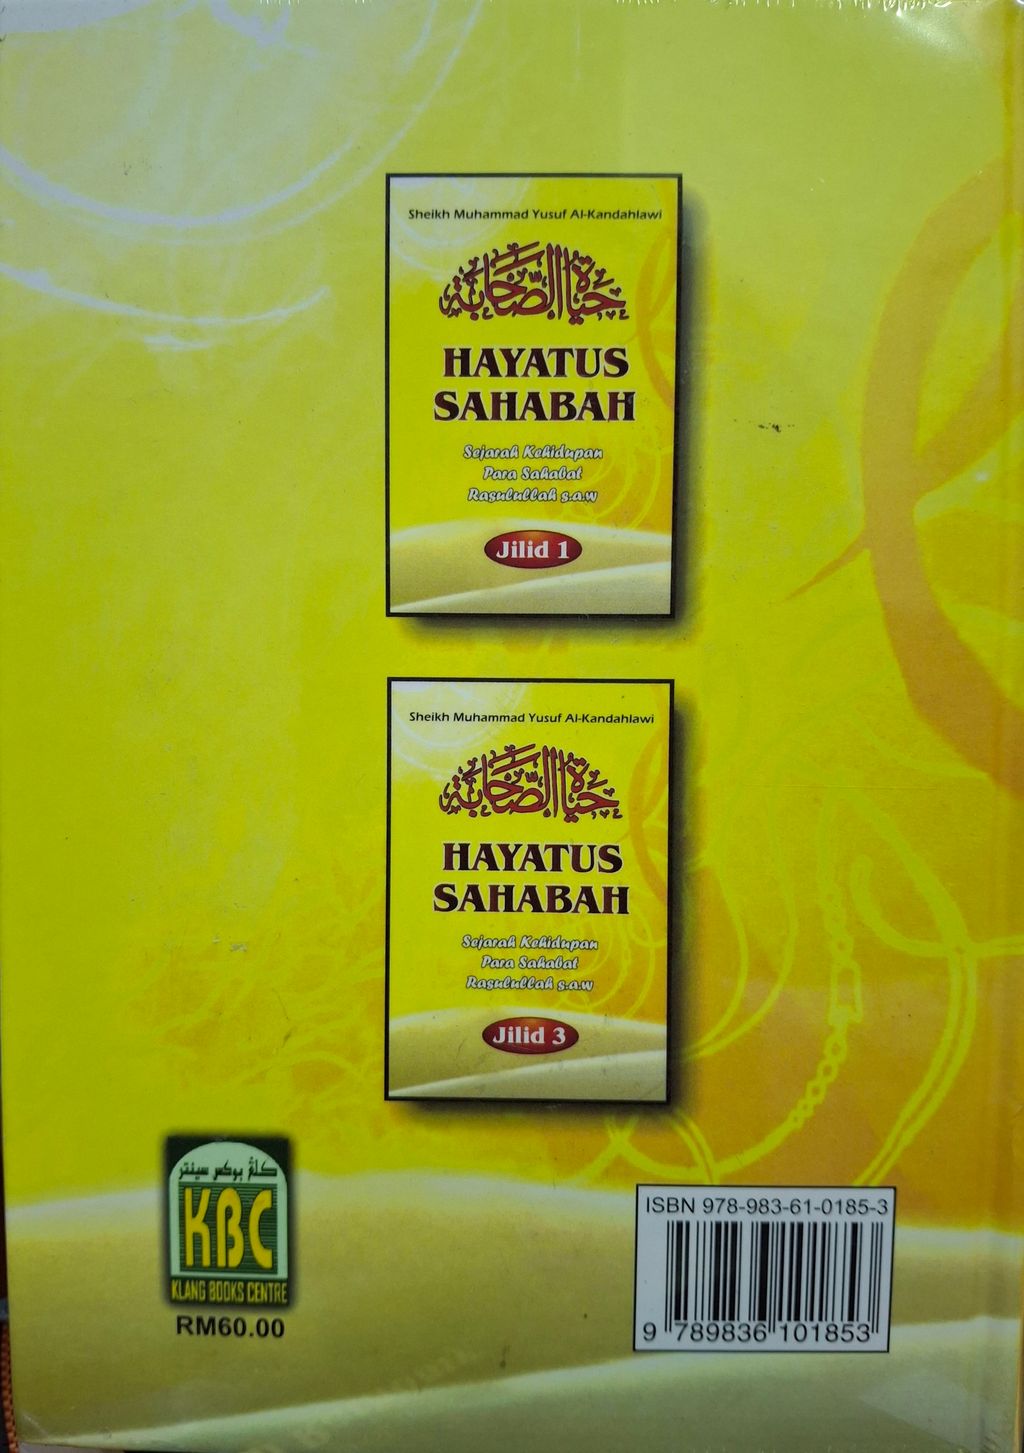 Sheikh Muhammad Yusuf Al-Kandahlawi
حياة الصحابة
HAYATUS
SAHABAH
Sejarah Kehidupan
Para Sahabat
Rasulullah s.a.w
Jilid 1
Sheikh Muhammad Yusuf Al-Kandahlawi
حياة الصحابة
HAYATUS
SAHABAH
Sejarah Kehidupan
Para Sahabat
Rasulullah s.a.w
Jilid 3
كلڠ بوكس سينتر
KBC
KLANG BOOKS CENTRE
RM60.00
ISBN 978-983-61-0185-3
9 789836 101853